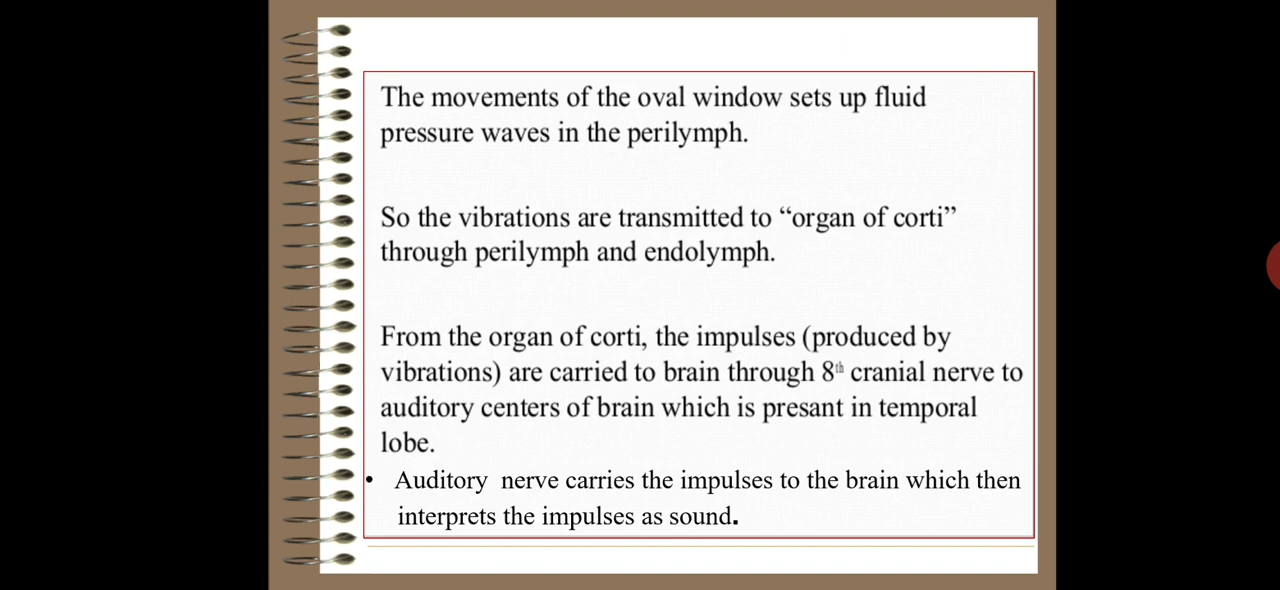 The movements of the oval window sets up fluid
pressure waves in the perilymph.
So the vibrations are transmitted to “organ of corti”
through perilymph and endolymph.
From the organ of corti, the impulses (produced by
vibrations) are carried to brain through 8th cranial nerve to
auditory centers of brain which is presant in temporal
lobe.
• Auditory nerve carries the impulses to the brain which then
interprets the impulses as sound.